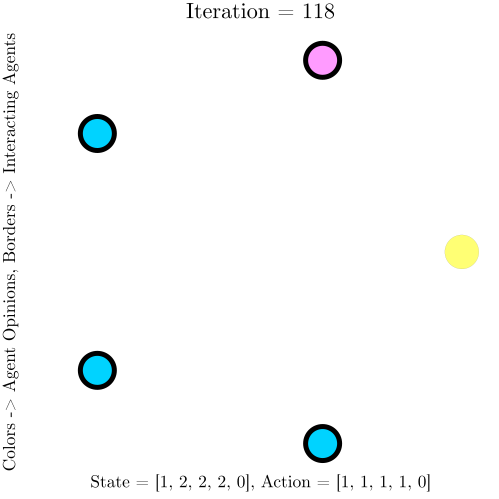 Iteration = 118
Colors -> Agent Opinions, Borders -> Interacting Agents
State = [1, 2, 2, 2, 0], Action = [1, 1, 1, 1, 0]